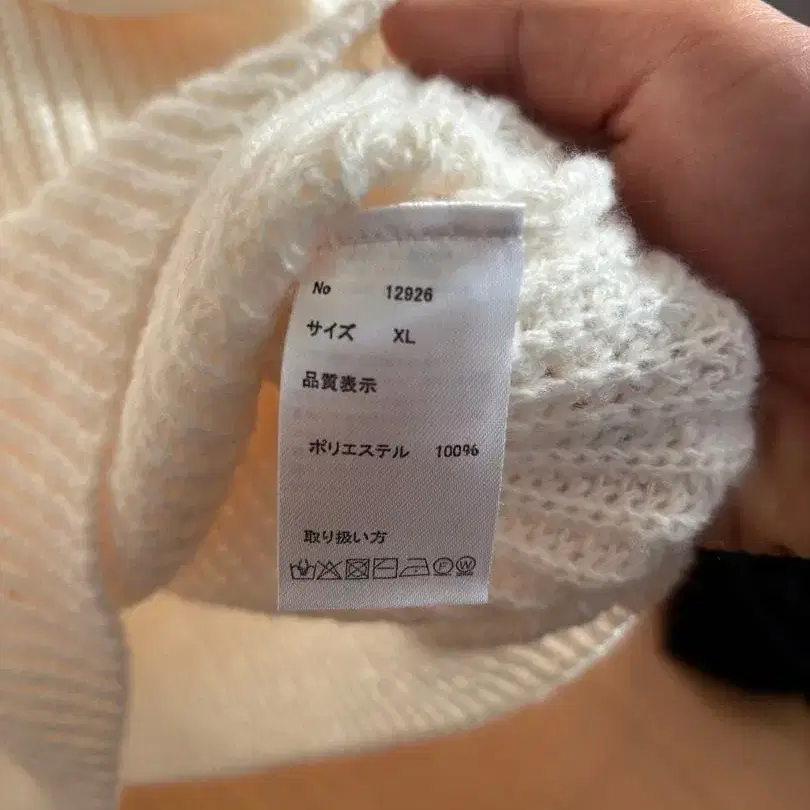 No 12926
サイズ XL
品質表示
ポリエステル 100%
取り扱い方
F W